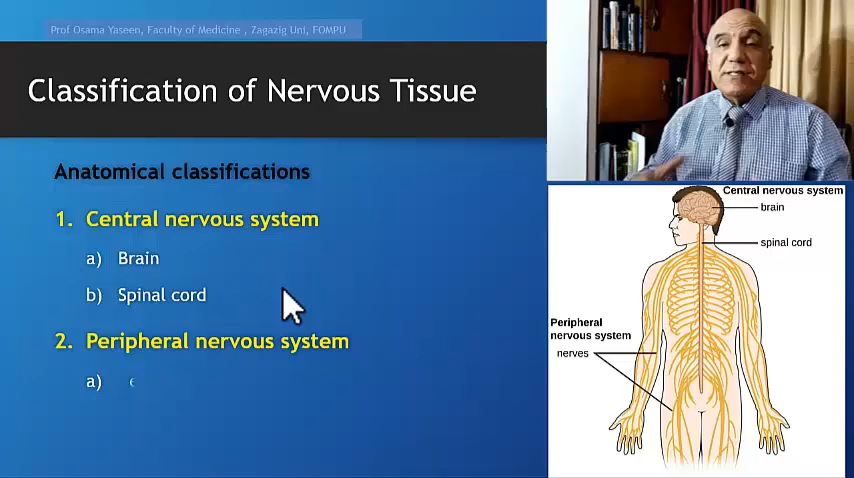 Prof Osama Yaseen, Faculty of Medicine , Zagazig Uni, FOMPU
Classification of Nervous Tissue
Anatomical classifications
1. Central nervous system
a) Brain
b) Spinal cord
2. Peripheral nervous system
a)
Central nervous system
brain
spinal cord
Peripheral
nervous system
nerves